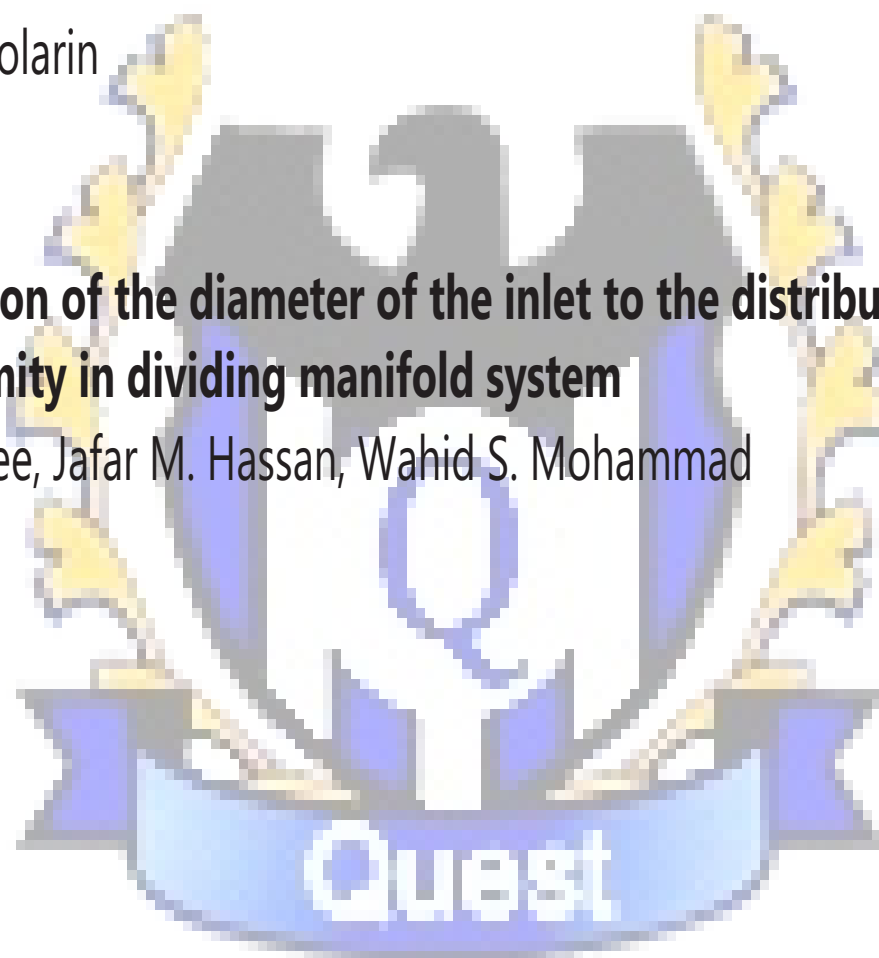 olarin
on of the diameter of the inlet to the distribu
mity in dividing manifold system
ee, Jafar M. Hassan, Wahid S. Mohammad
Q
Quest